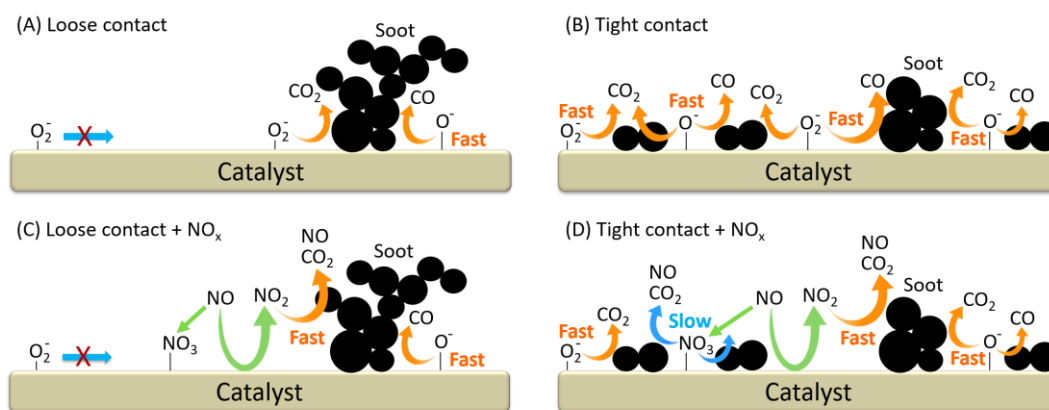 (A) Loose contact
Soot
CO₂
CO
O₂⁻
X
O₂⁻
O⁻
Fast
Catalyst
(B) Tight contact
Soot
CO₂
CO
CO₂
CO
CO₂
CO
Fast
Fast
Fast
Fast
O₂⁻
O⁻
O₂⁻
O⁻
Catalyst
(C) Loose contact + NOₓ
NO
CO₂
Soot
NO
NO₂
Fast
CO
NO₃
O₂⁻
X
O⁻
Fast
Catalyst
(D) Tight contact + NOₓ
NO
CO₂
Soot
NO
CO₂
NO
NO₂
CO₂
CO₂
CO
Fast
Slow
Fast
Fast
O₂⁻
NO₃
O⁻
Catalyst